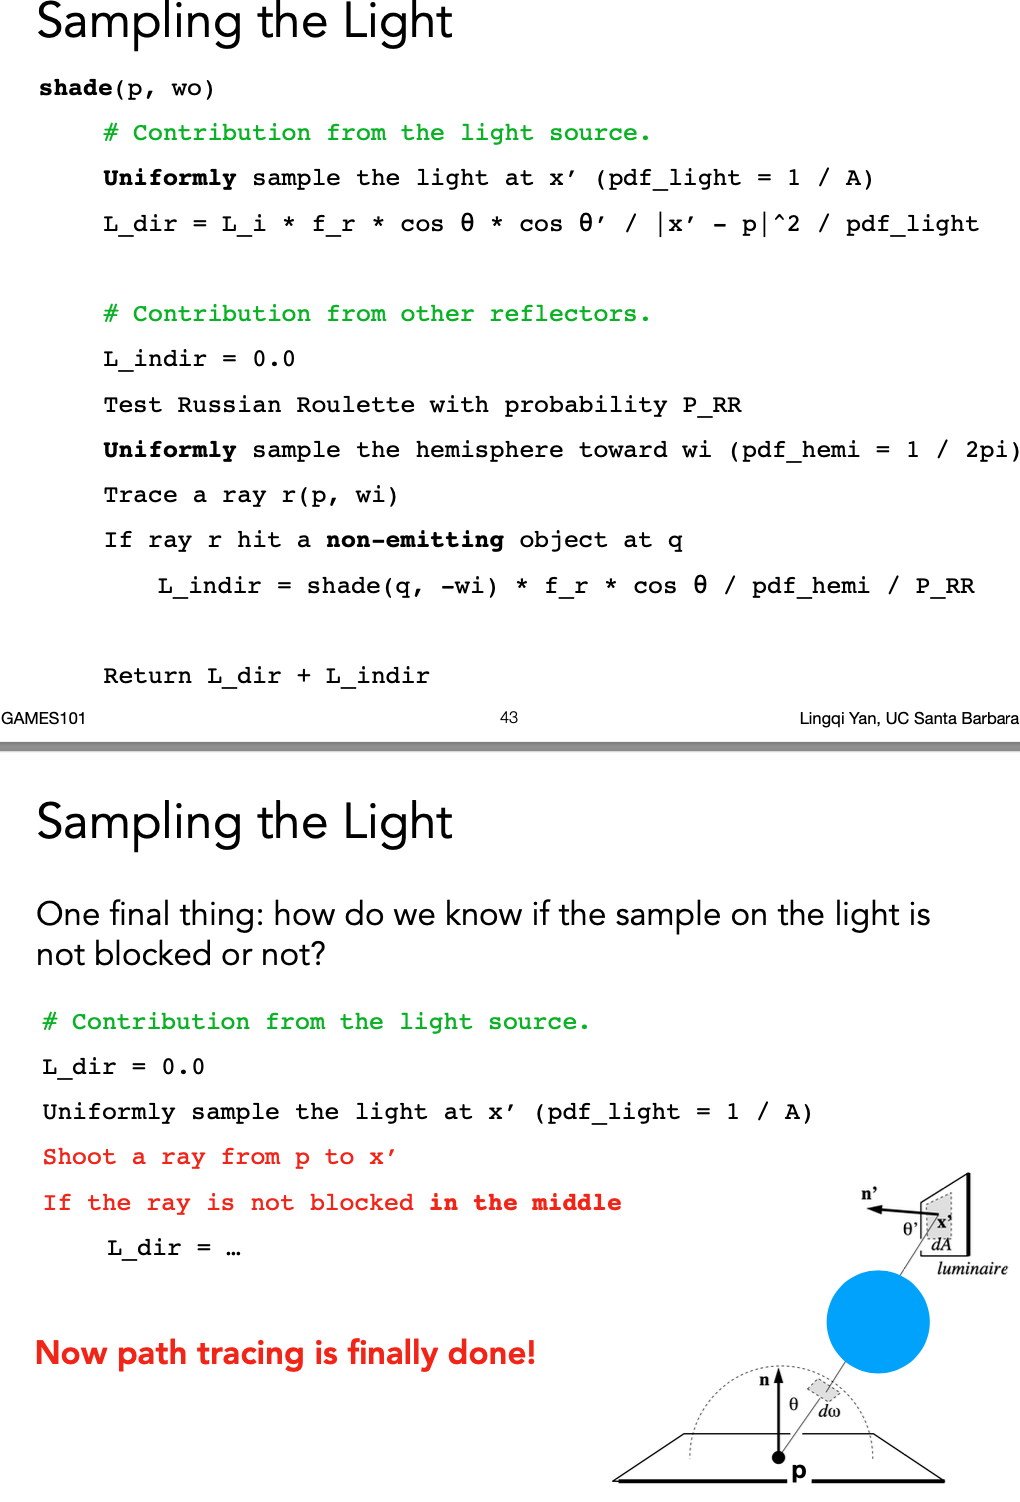 Sampling the Light
shade(p, wo)
# Contribution from the light source.
Uniformly sample the light at x’ (pdf_light = 1 / A)
L_dir = L_i * f_r * cos θ * cos θ’ / |x’ - p|^2 / pdf_light
# Contribution from other reflectors.
L_indir = 0.0
Test Russian Roulette with probability P_RR
Uniformly sample the hemisphere toward wi (pdf_hemi = 1 / 2pi)
Trace a ray r(p, wi)
If ray r hit a non-emitting object at q
L_indir = shade(q, -wi) * f_r * cos θ / pdf_hemi / P_RR
Return L_dir + L_indir
GAMES101
43
Lingqi Yan, UC Santa Barbara
Sampling the Light
One final thing: how do we know if the sample on the light is
not blocked or not?
# Contribution from the light source.
L_dir = 0.0
Uniformly sample the light at x’ (pdf_light = 1 / A)
Shoot a ray from p to x’
If the ray is not blocked in the middle
L_dir = …
n’
θ’
x’
dA
luminaire
Now path tracing is finally done!
n
θ
dω
p